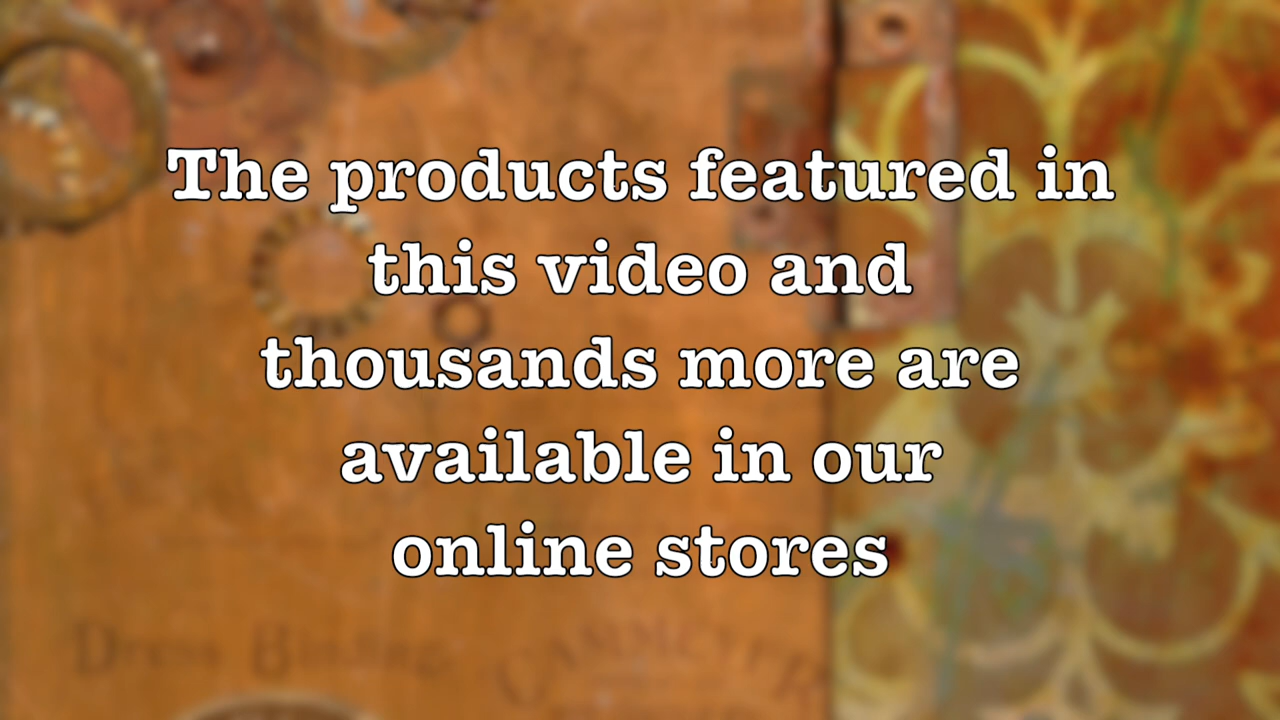 The products featured in
this video and
thousands more are
available in our
online stores